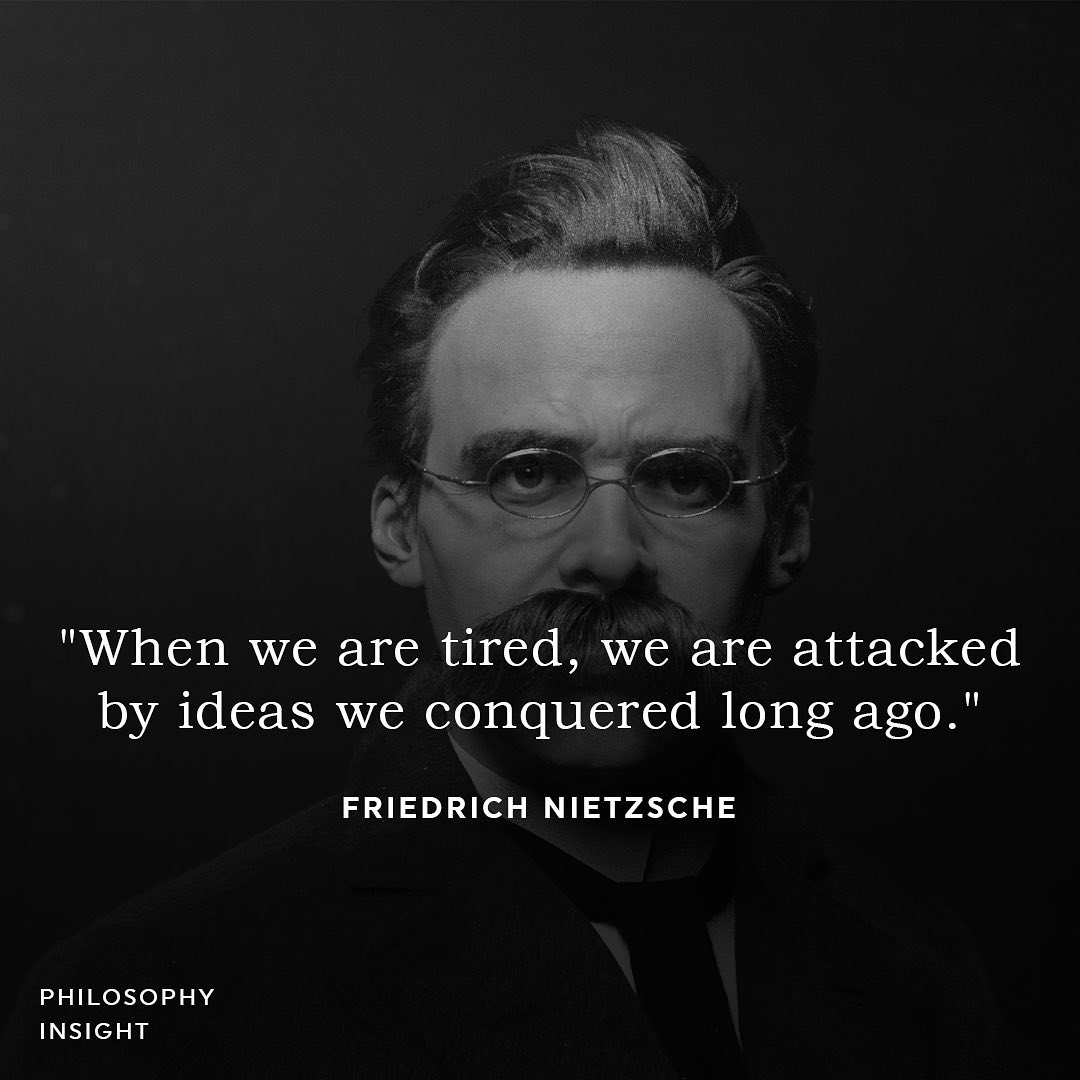 "When we are tired, we are attacked
by ideas we conquered long ago."
FRIEDRICH NIETZSCHE
PHILOSOPHY
INSIGHT